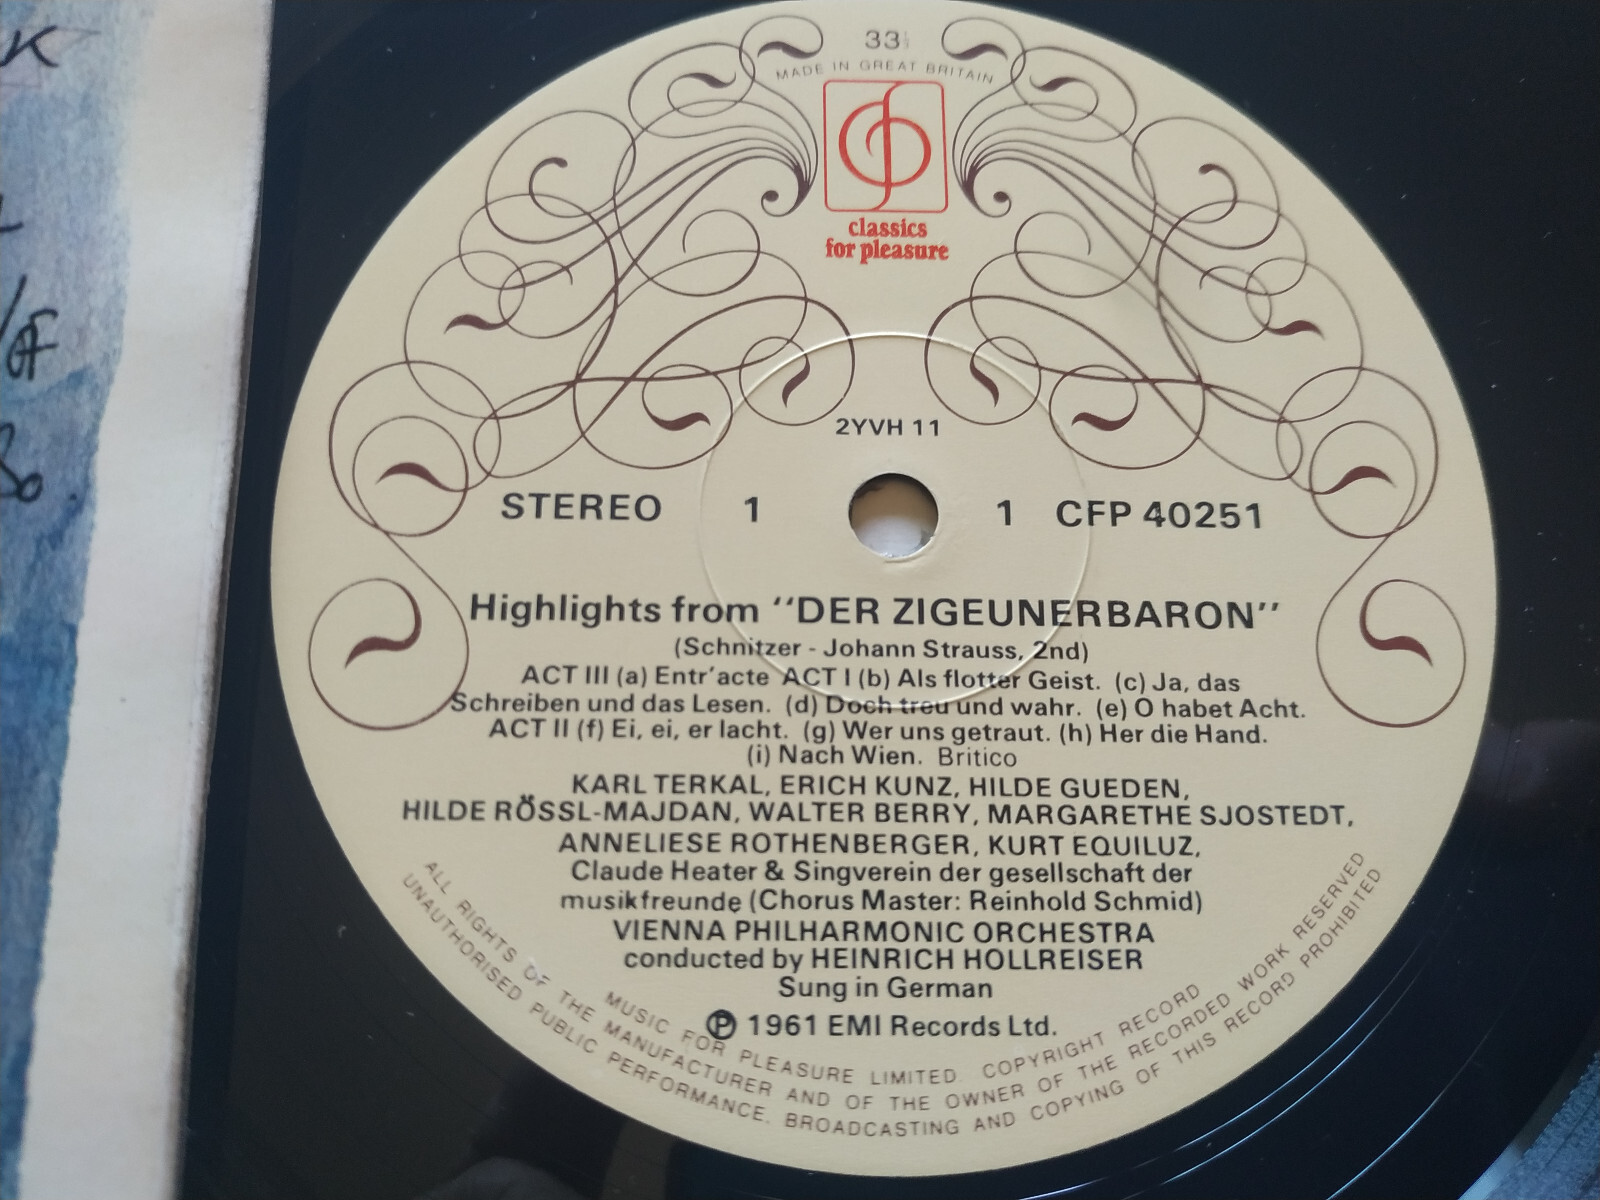 K
33⅓
MADE IN GREAT BRITAIN
classics
for pleasure
2YVH 11
STEREO 1 1 CFP 40251
Highlights from "DER ZIGEUNERBARON"
(Schnitzer - Johann Strauss, 2nd)
ACT III (a) Entr'acte ACT I (b) Als flotter Geist. (c) Ja, das
Schreiben und das Lesen. (d) Doch treu und wahr. (e) O habet Acht.
ACT II (f) Ei, ei, er lacht. (g) Wer uns getraut. (h) Her die Hand.
(i) Nach Wien. Britico
KARL TERKAL, ERICH KUNZ, HILDE GUEDEN,
HILDE RÖSSL-MAJDAN, WALTER BERRY, MARGARETHE SJOSTEDT,
ANNELIESE ROTHENBERGER, KURT EQUILUZ,
Claude Heater & Singverein der gesellschaft der
musikfreunde (Chorus Master: Reinhold Schmid)
VIENNA PHILHARMONIC ORCHESTRA
conducted by HEINRICH HOLLREISER
Sung in German
℗ 1961 EMI Records Ltd.
MUSIC FOR PLEASURE LIMITED. COPYRIGHT RECORD
ALL RIGHTS OF THE MANUFACTURER AND OF THE OWNER OF THE RECORDED WORK RESERVED
UNAUTHORISED PUBLIC PERFORMANCE, BROADCASTING AND COPYING OF THIS RECORD PROHIBITED